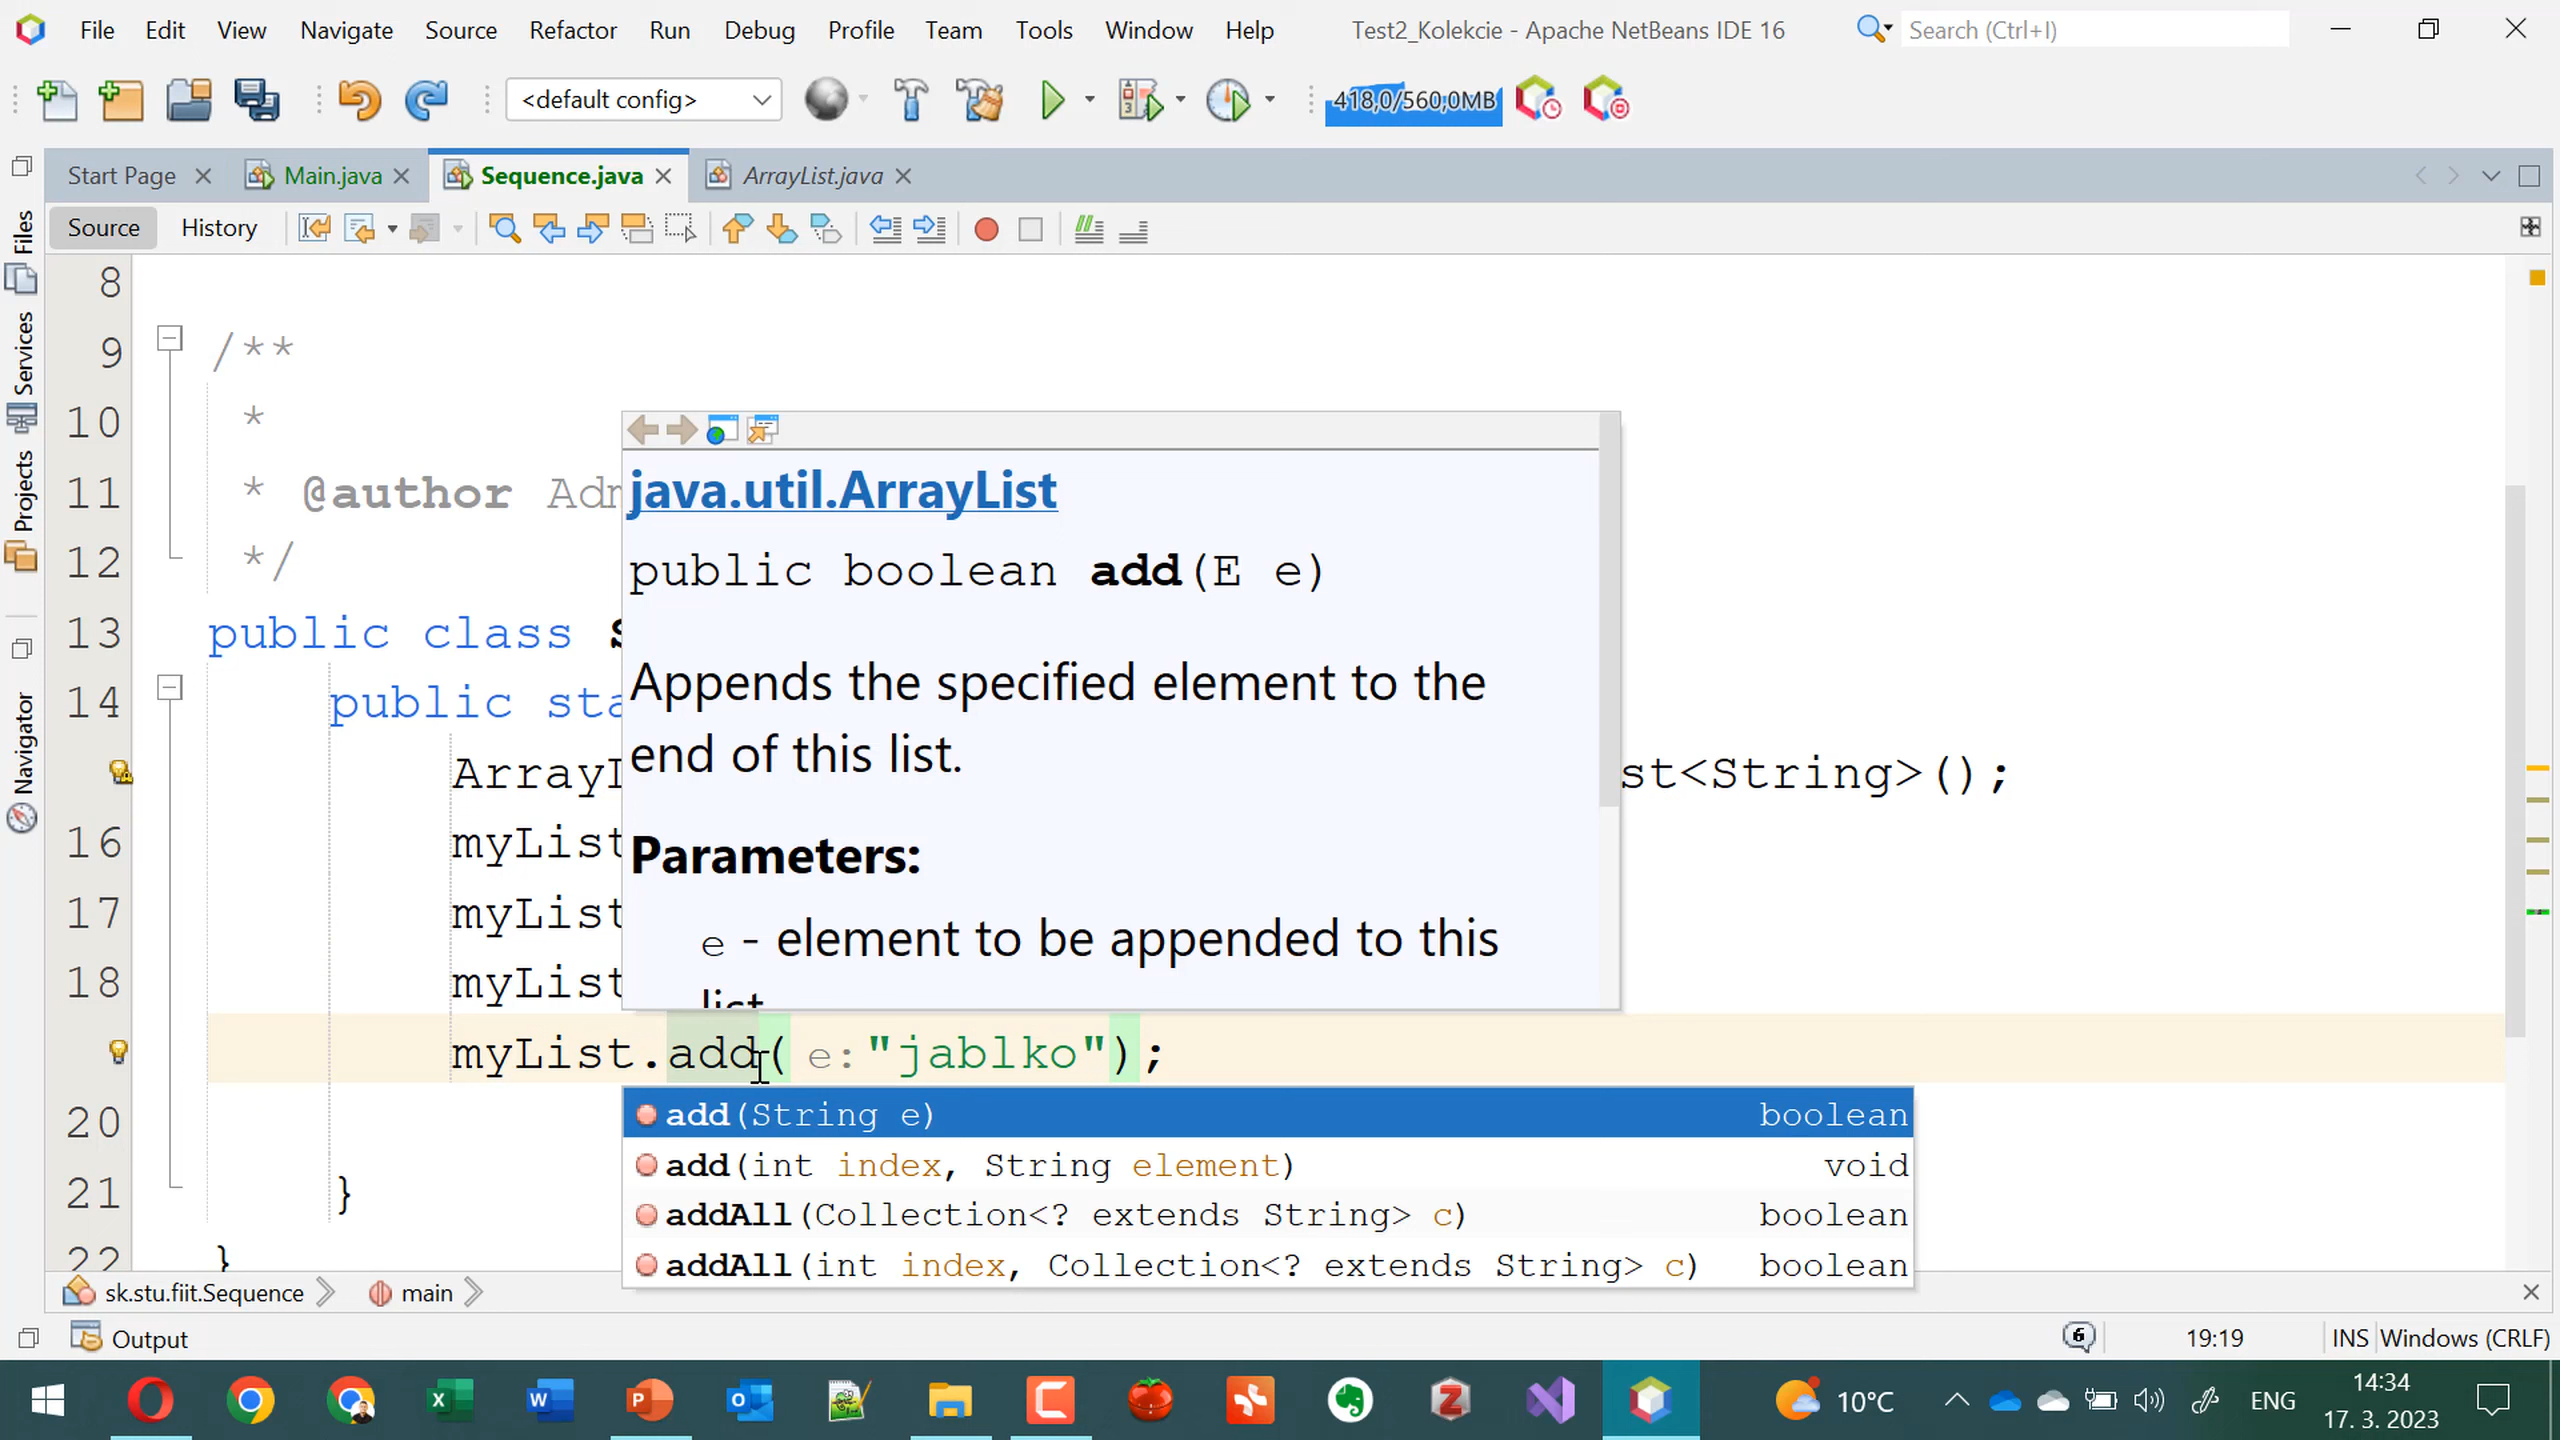 File Edit View Navigate Source Refactor Run Debug Profile Team Tools Window Help Test2_Kolekcie - Apache NetBeans IDE 16 Search (Ctrl+I)
<default config> 418,0/560,0MB
Start Page Main.java Sequence.java ArrayList.java
Source History
Files
Services
Projects
Navigator
8
9 /**
10 *
11 * @author Adm
12 */
13 public class S
14 public sta
ArrayL st<String>();
16 myList
17 myList
18 myList
java.util.ArrayList
public boolean add(E e)
Appends the specified element to the
end of this list.
Parameters:
e - element to be appended to this
list
myList.add( e:"jablko");
20
21 }
22 }
add(String e) boolean
add(int index, String element) void
addAll(Collection<? extends String> c) boolean
addAll(int index, Collection<? extends String> c) boolean
sk.stu.fiit.Sequence main
Output 6 19:19 INS Windows (CRLF)
10°C ENG 14:34
17. 3. 2023